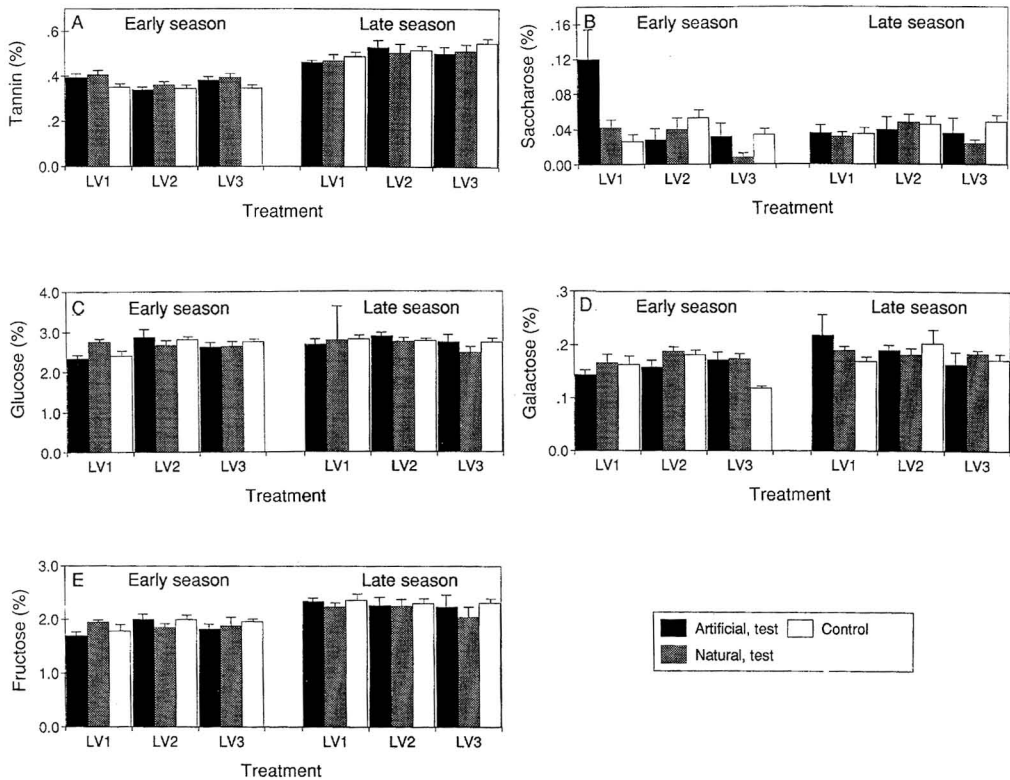 A Early season Late season
Tannin (%)
.6
.4
.2
0.0
LV1 LV2 LV3 LV1 LV2 LV3
Treatment
B Early season Late season
Saccharose (%)
.16
0.12
0.08
0.04
0.00
LV1 LV2 LV3 LV1 LV2 LV3
Treatment
C Early season Late season
Glucose (%)
4.0
3.0
2.0
1.0
0.0
LV1 LV2 LV3 LV1 LV2 LV3
Treatment
D Early season Late season
Galactose (%)
.3
.2
.1
0.0
LV1 LV2 LV3 LV1 LV2 LV3
Treatment
E Early season Late season
Fructose (%)
3.0
2.0
1.0
0.0
LV1 LV2 LV3 LV1 LV2 LV3
Treatment
Artificial, test Control
Natural, test